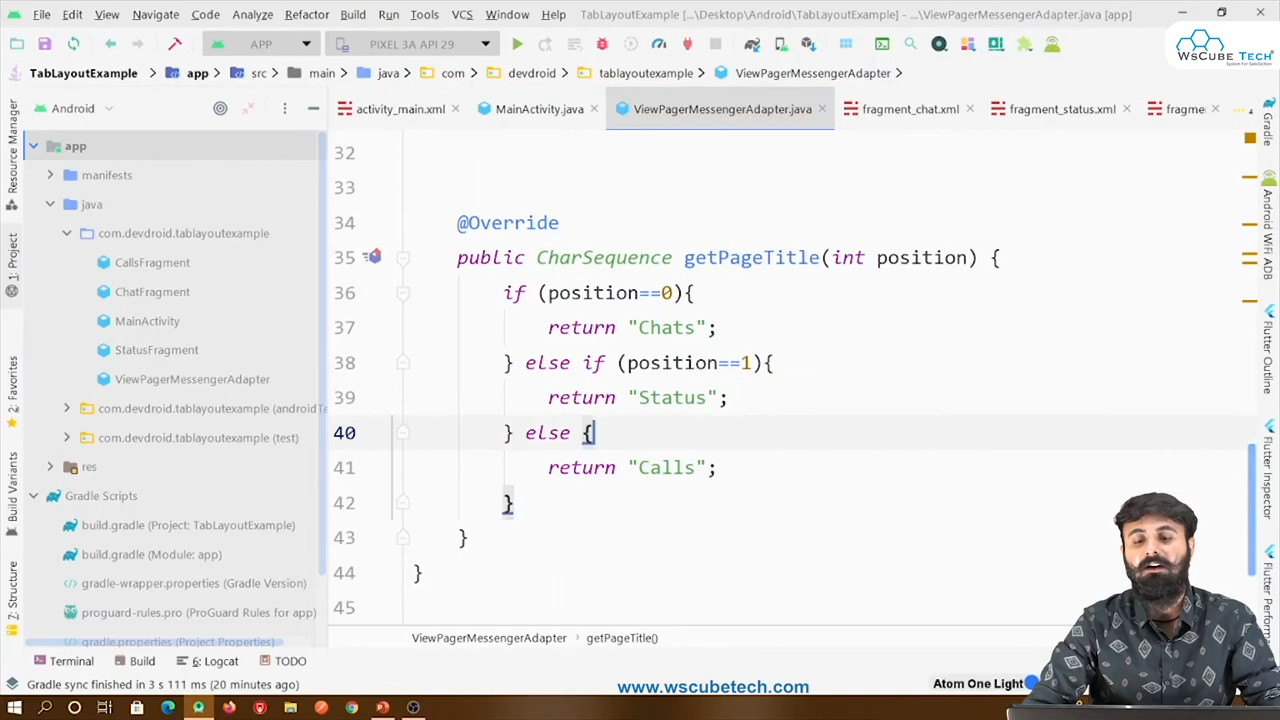 File Edit View Navigate Code Analyze Refactor Build Run Tools VCS Window Help TabLayoutExample [...\Desktop\Android\TabLayoutExample] - ...\ViewPagerMessengerAdapter.java [app]
APP PIXEL 3A API 29
WsCube Tech
TabLayoutExample app src main java com devdroid tablayoutexample ViewPagerMessengerAdapter
Android
activity_main.xml MainActivity.java ViewPagerMessengerAdapter.java fragment_chat.xml fragment_status.xml fragme
app
manifests
java
com.devdroid.tablayoutexample
CallsFragment
ChatFragment
MainActivity
StatusFragment
ViewPagerMessengerAdapter
com.devdroid.tablayoutexample (androidTe
com.devdroid.tablayoutexample (test)
res
Gradle Scripts
build.gradle (Project: TabLayoutExample)
build.gradle (Module: app)
gradle-wrapper.properties (Gradle Version)
proguard-rules.pro (ProGuard Rules for app)
gradle.properties (Project Properties)
Resource Manager
1: Project
2: Favorites
Build Variants
7: Structure
32
33
34 @Override
35 public CharSequence getPageTitle(int position) {
36 if (position==0){
37 return "Chats";
38 } else if (position==1){
39 return "Status";
40 } else {
41 return "Calls";
42 }
43 }
44 }
45
ViewPagerMessengerAdapter getPageTitle()
Gradle
Android Wifi ADB
Flutter Outline
Flutter Inspector
Flutter Performa
Terminal Build 6: Logcat TODO
Gradle sync finished in 3 s 111 ms (20 minutes ago)
www.wscubetech.com
Atom One Light